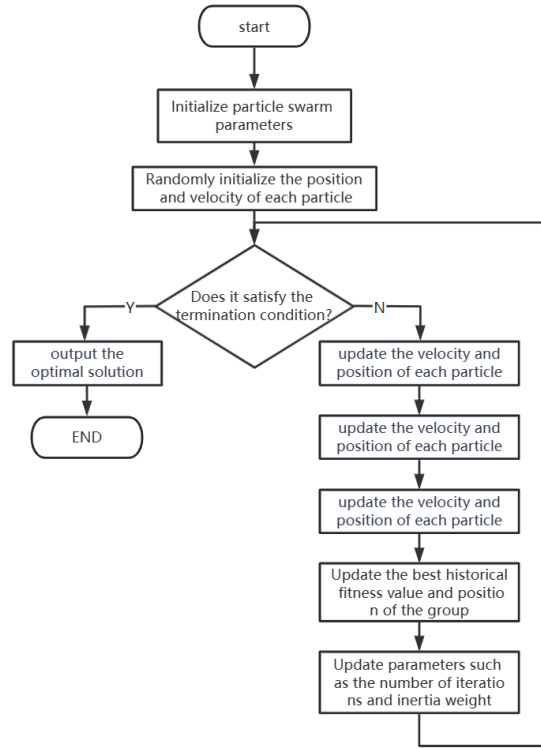 start
Initialize particle swarm
parameters
Randomly initialize the position
and velocity of each particle
Does it satisfy the
termination condition?
Y
N
output the
optimal solution
END
update the velocity and
position of each particle
update the velocity and
position of each particle
update the velocity and
position of each particle
Update the best historical
fitness value and positio
n of the group
Update parameters such
as the number of iteratio
ns and inertia weight